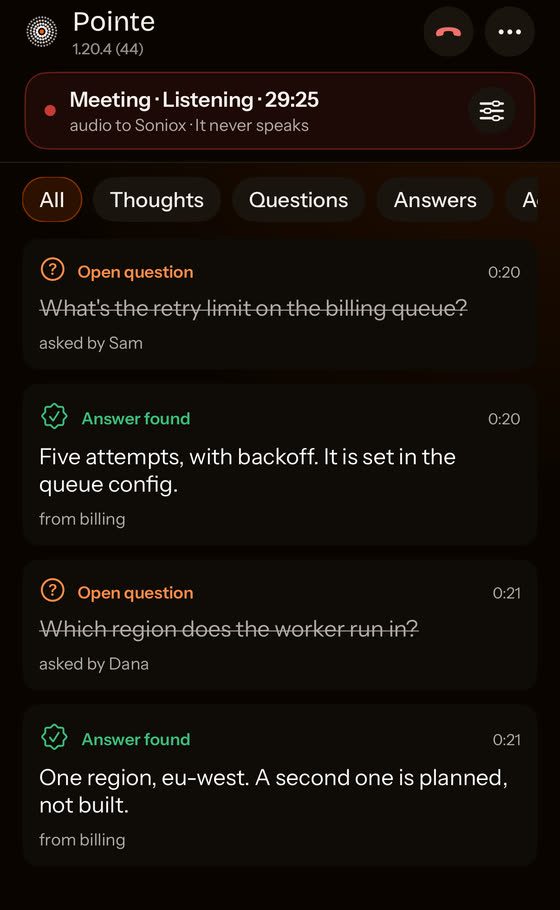 Pointe
1.20.4 (44)
Meeting · Listening · 29:25
audio to Soniox · It never speaks
All
Thoughts
Questions
Answers
Open question
0:20
What's the retry limit on the billing queue?
asked by Sam
Answer found
0:20
Five attempts, with backoff. It is set in the
queue config.
from billing
Open question
0:21
Which region does the worker run in?
asked by Dana
Answer found
0:21
One region, eu-west. A second one is planned,
not built.
from billing